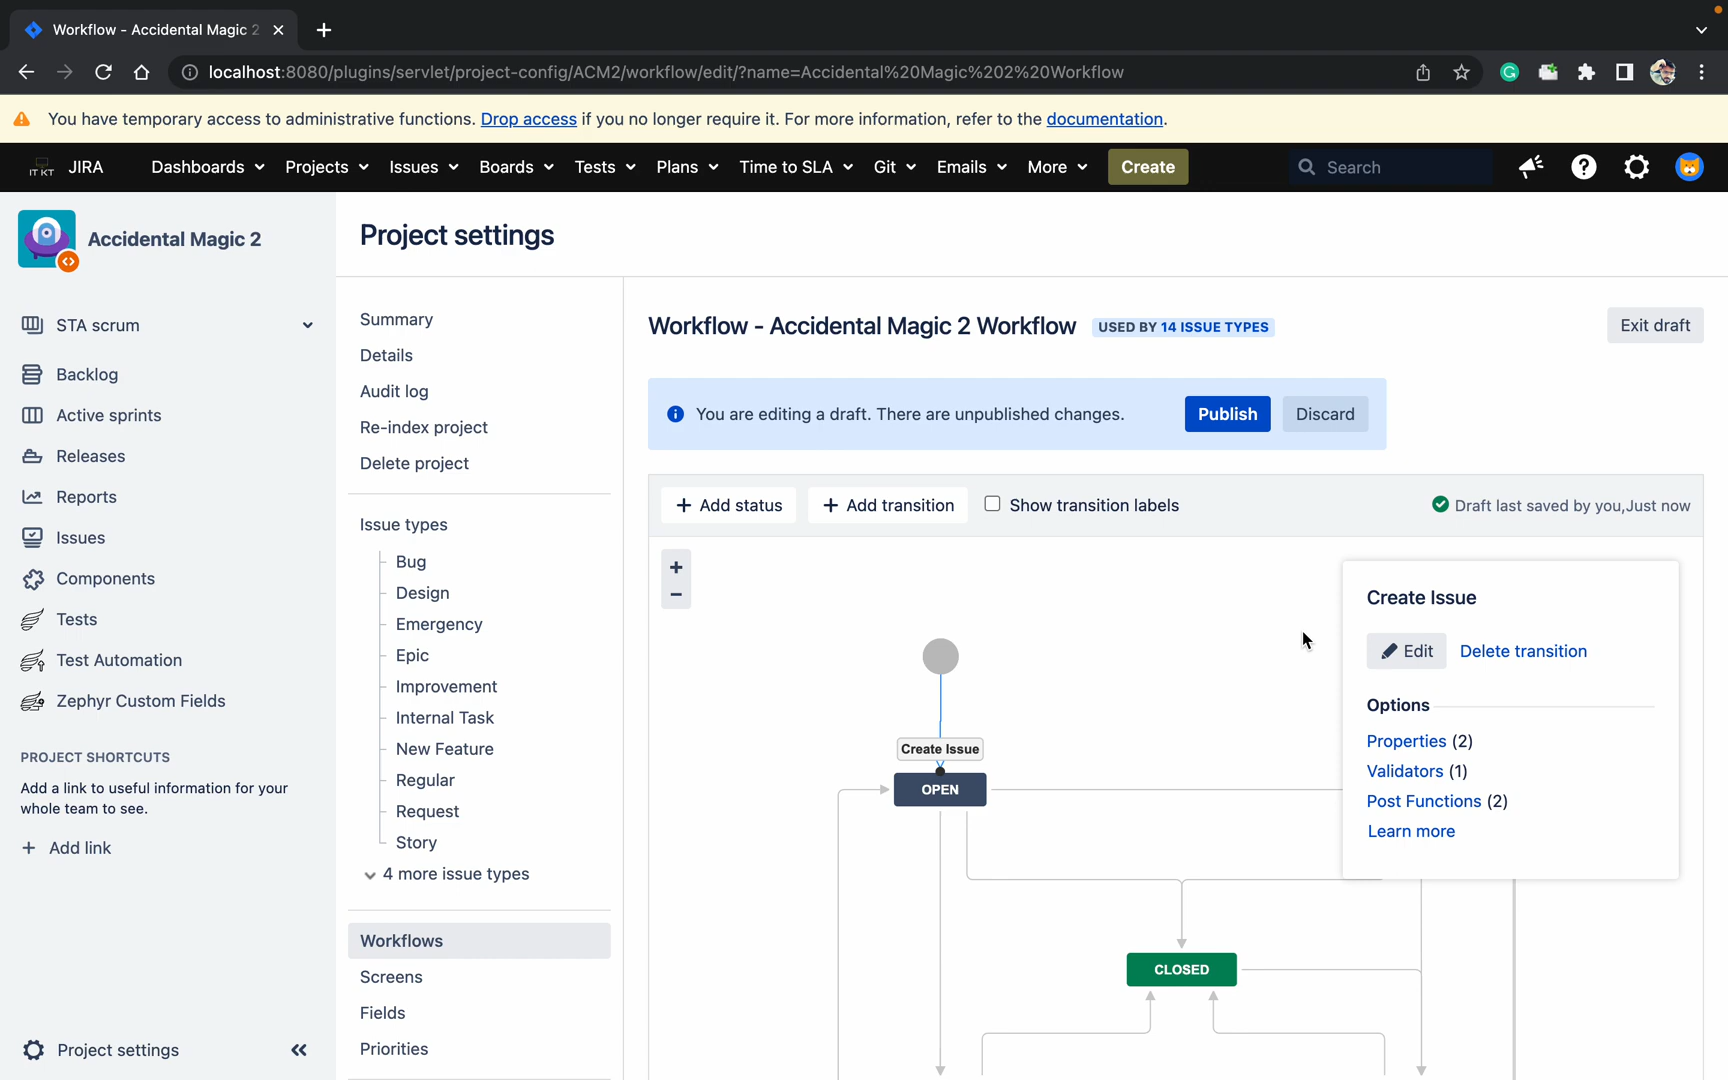 Workflow - Accidental Magic 2
localhost:8080/plugins/servlet/project-config/ACM2/workflow/edit/?name=Accidental%20Magic%202%20Workflow
You have temporary access to administrative functions. Drop access if you no longer require it. For more information, refer to the documentation.
IT KT JIRA Dashboards Projects Issues Boards Tests Plans Time to SLA Git Emails More Create Search
Accidental Magic 2
STA scrum
Backlog
Active sprints
Releases
Reports
Issues
Components
Tests
Test Automation
Zephyr Custom Fields
PROJECT SHORTCUTS
Add a link to useful information for your
whole team to see.
+ Add link
Project settings
Project settings
Summary
Details
Audit log
Re-index project
Delete project
Issue types
Bug
Design
Emergency
Epic
Improvement
Internal Task
New Feature
Regular
Request
Story
4 more issue types
Workflows
Screens
Fields
Priorities
Workflow - Accidental Magic 2 Workflow USED BY 14 ISSUE TYPES Exit draft
You are editing a draft. There are unpublished changes. Publish Discard
+ Add status + Add transition Show transition labels Draft last saved by you,Just now
+
−
Create Issue
OPEN
CLOSED
Create Issue
Edit Delete transition
Options
Properties (2)
Validators (1)
Post Functions (2)
Learn more